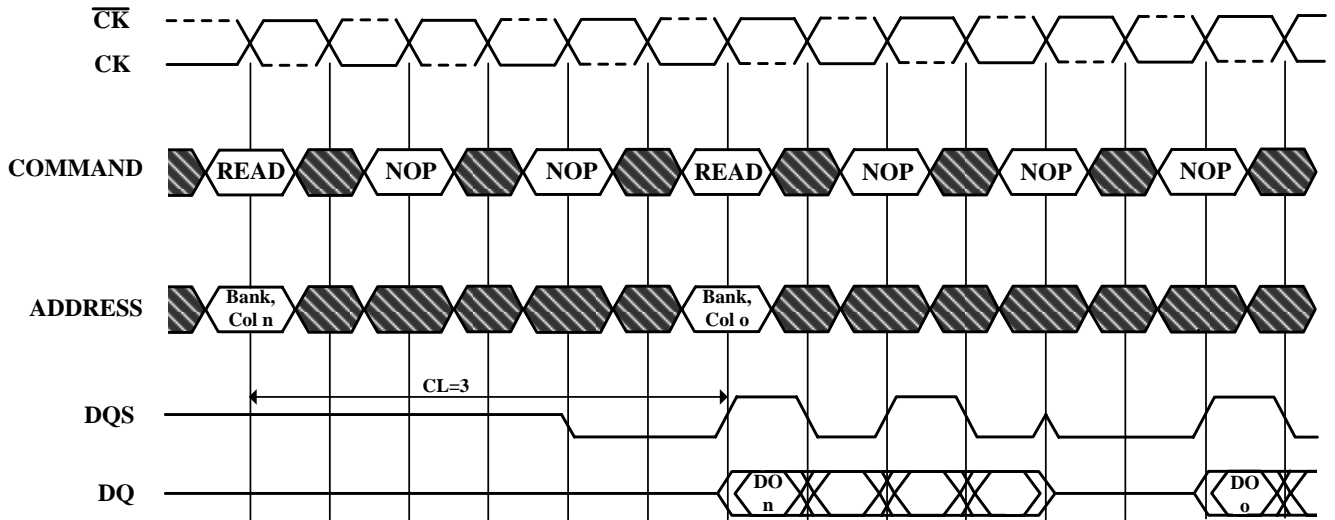 CK
CK
COMMAND READ NOP NOP READ NOP NOP NOP
ADDRESS Bank, Col n Bank, Col o
CL=3
DQS
DQ DO n DO o